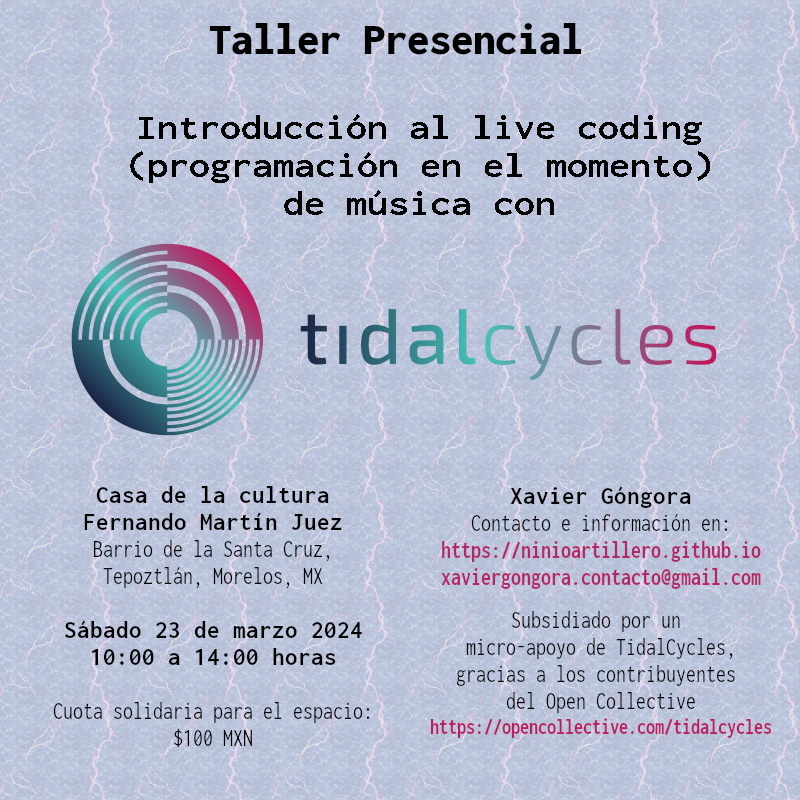 Taller Presencial
Introducción al live coding
(programación en el momento)
de música con
tidalcycles
Casa de la cultura
Fernando Martín Juez
Barrio de la Santa Cruz,
Tepoztlán, Morelos, MX
Sábado 23 de marzo 2024
10:00 a 14:00 horas
Cuota solidaria para el espacio:
$100 MXN
Xavier Góngora
Contacto e información en:
https://ninioartillero.github.io
xaviergongora.contacto@gmail.com
Subsidiado por un
micro-apoyo de TidalCycles,
gracias a los contribuyentes
del Open Collective
https://opencollective.com/tidalcycles